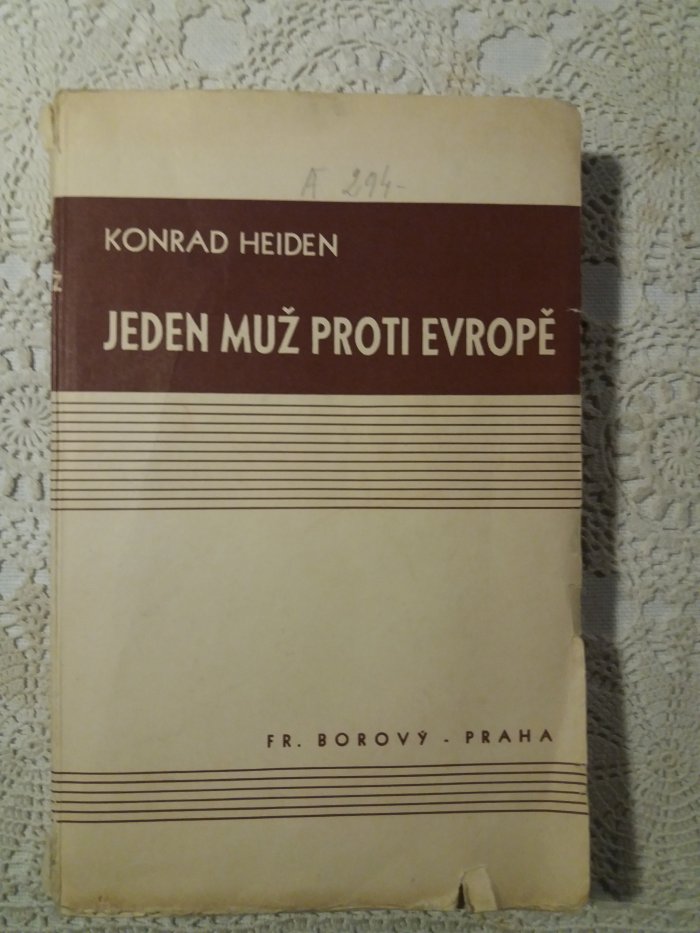 A 294-
KONRAD HEIDEN
JEDEN MUŽ PROTI EVROPĚ
FR. BOROVÝ - PRAHA